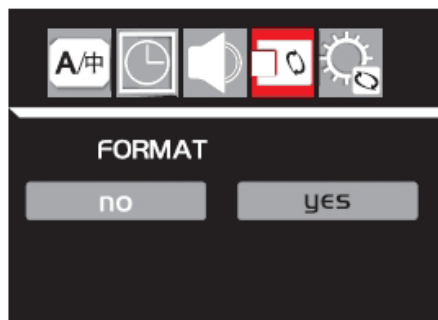 A/中
FORMAT
no yes